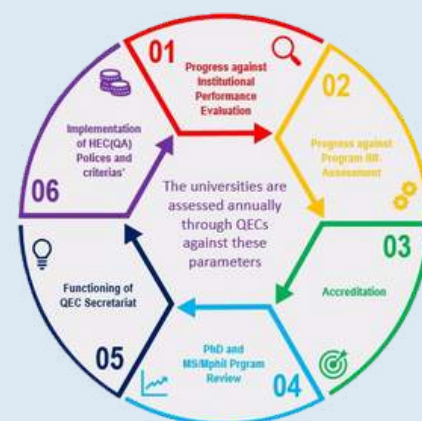 01
Progress against
Institutional
Performance
Evaluation
02
Progress against
Program
Assessment
03
Accreditation
04
PhD and
MS/Mphil Prgram
Review
05
Functioning of
QEC Secretariat
06
Implementation
of HEC(QA)
Polices and
criterias'
The universities are
assessed annually
through QECs
against these
parameters